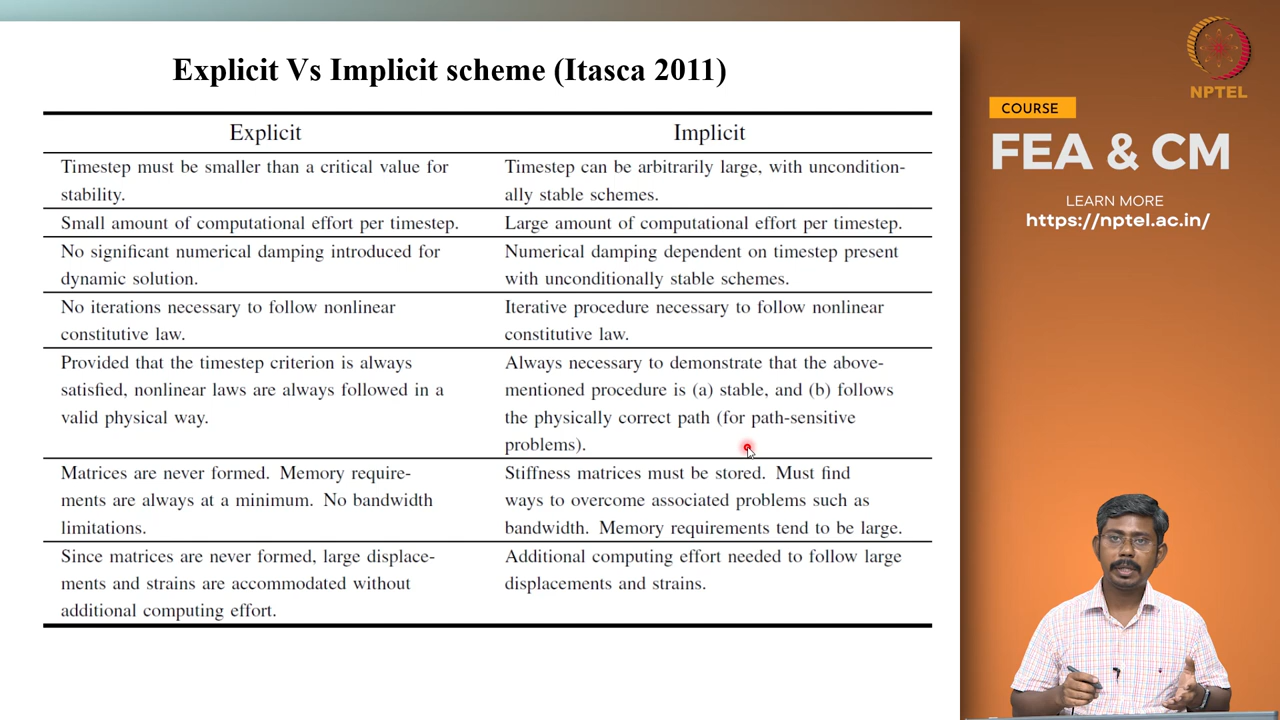 Explicit Vs Implicit scheme (Itasca 2011)
Explicit
Implicit
Timestep must be smaller than a critical value for
stability.
Timestep can be arbitrarily large, with uncondition-
ally stable schemes.
Small amount of computational effort per timestep.
Large amount of computational effort per timestep.
No significant numerical damping introduced for
dynamic solution.
Numerical damping dependent on timestep present
with unconditionally stable schemes.
No iterations necessary to follow nonlinear
constitutive law.
Iterative procedure necessary to follow nonlinear
constitutive law.
Provided that the timestep criterion is always
satisfied, nonlinear laws are always followed in a
valid physical way.
Always necessary to demonstrate that the above-
mentioned procedure is (a) stable, and (b) follows
the physically correct path (for path-sensitive
problems).
Matrices are never formed. Memory require-
ments are always at a minimum. No bandwidth
limitations.
Stiffness matrices must be stored. Must find
ways to overcome associated problems such as
bandwidth. Memory requirements tend to be large.
Since matrices are never formed, large displace-
ments and strains are accommodated without
additional computing effort.
Additional computing effort needed to follow large
displacements and strains.
NPTEL
COURSE
FEA & CM
LEARN MORE
https://nptel.ac.in/